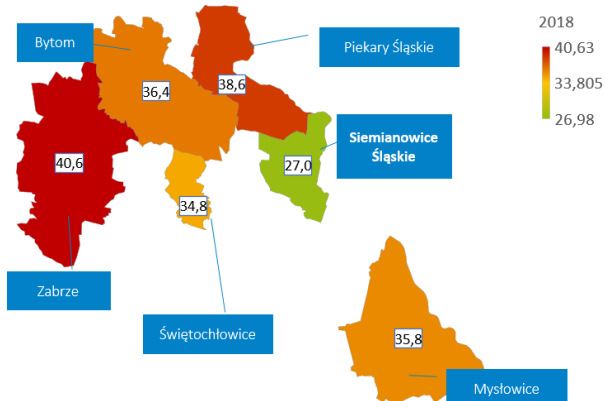 2018
40,63
33,805
26,98
Bytom
Piekary Śląskie
36,4
38,6
Siemianowice
Śląskie
40,6
27,0
34,8
Zabrze
Świętochłowice
35,8
Mysłowice